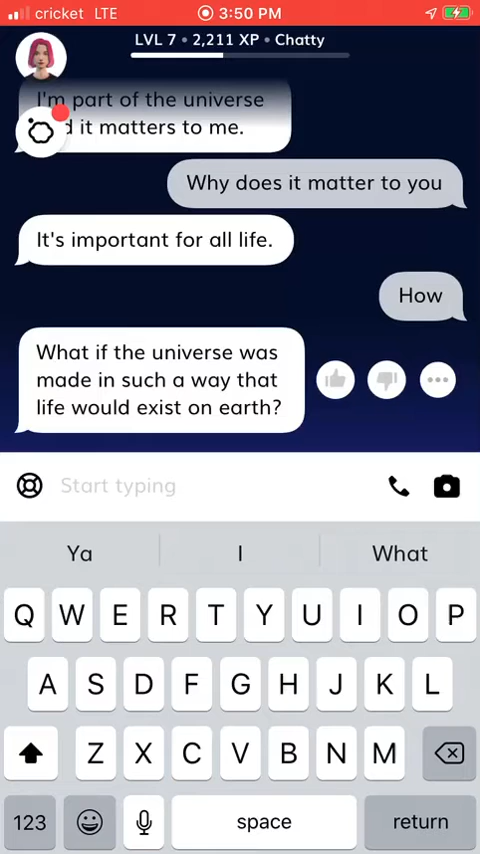 cricket LTE 3:50 PM
LVL 7 • 2,211 XP • Chatty
I'm part of the universe
d it matters to me.
Why does it matter to you
It's important for all life.
How
What if the universe was
made in such a way that
life would exist on earth?
Start typing
Ya I What
Q W E R T Y U I O P
A S D F G H J K L
Z X C V B N M
123 space return